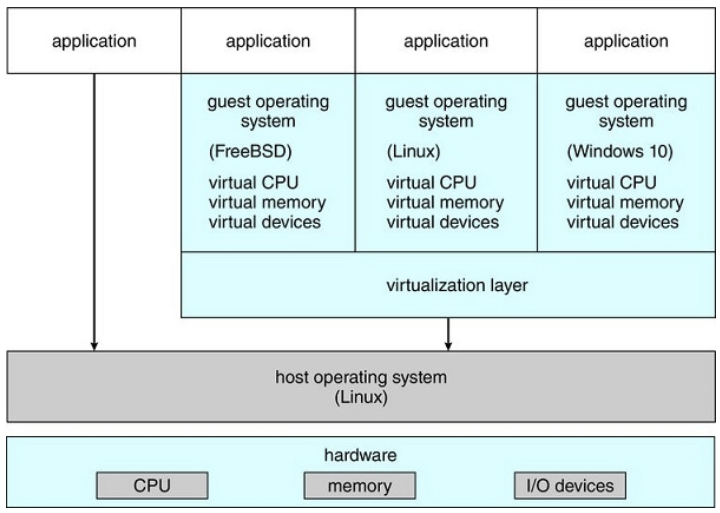 application
application
application
application
guest operating
system
(FreeBSD)
virtual CPU
virtual memory
virtual devices
guest operating
system
(Linux)
virtual CPU
virtual memory
virtual devices
guest operating
system
(Windows 10)
virtual CPU
virtual memory
virtual devices
virtualization layer
host operating system
(Linux)
hardware
CPU
memory
I/O devices